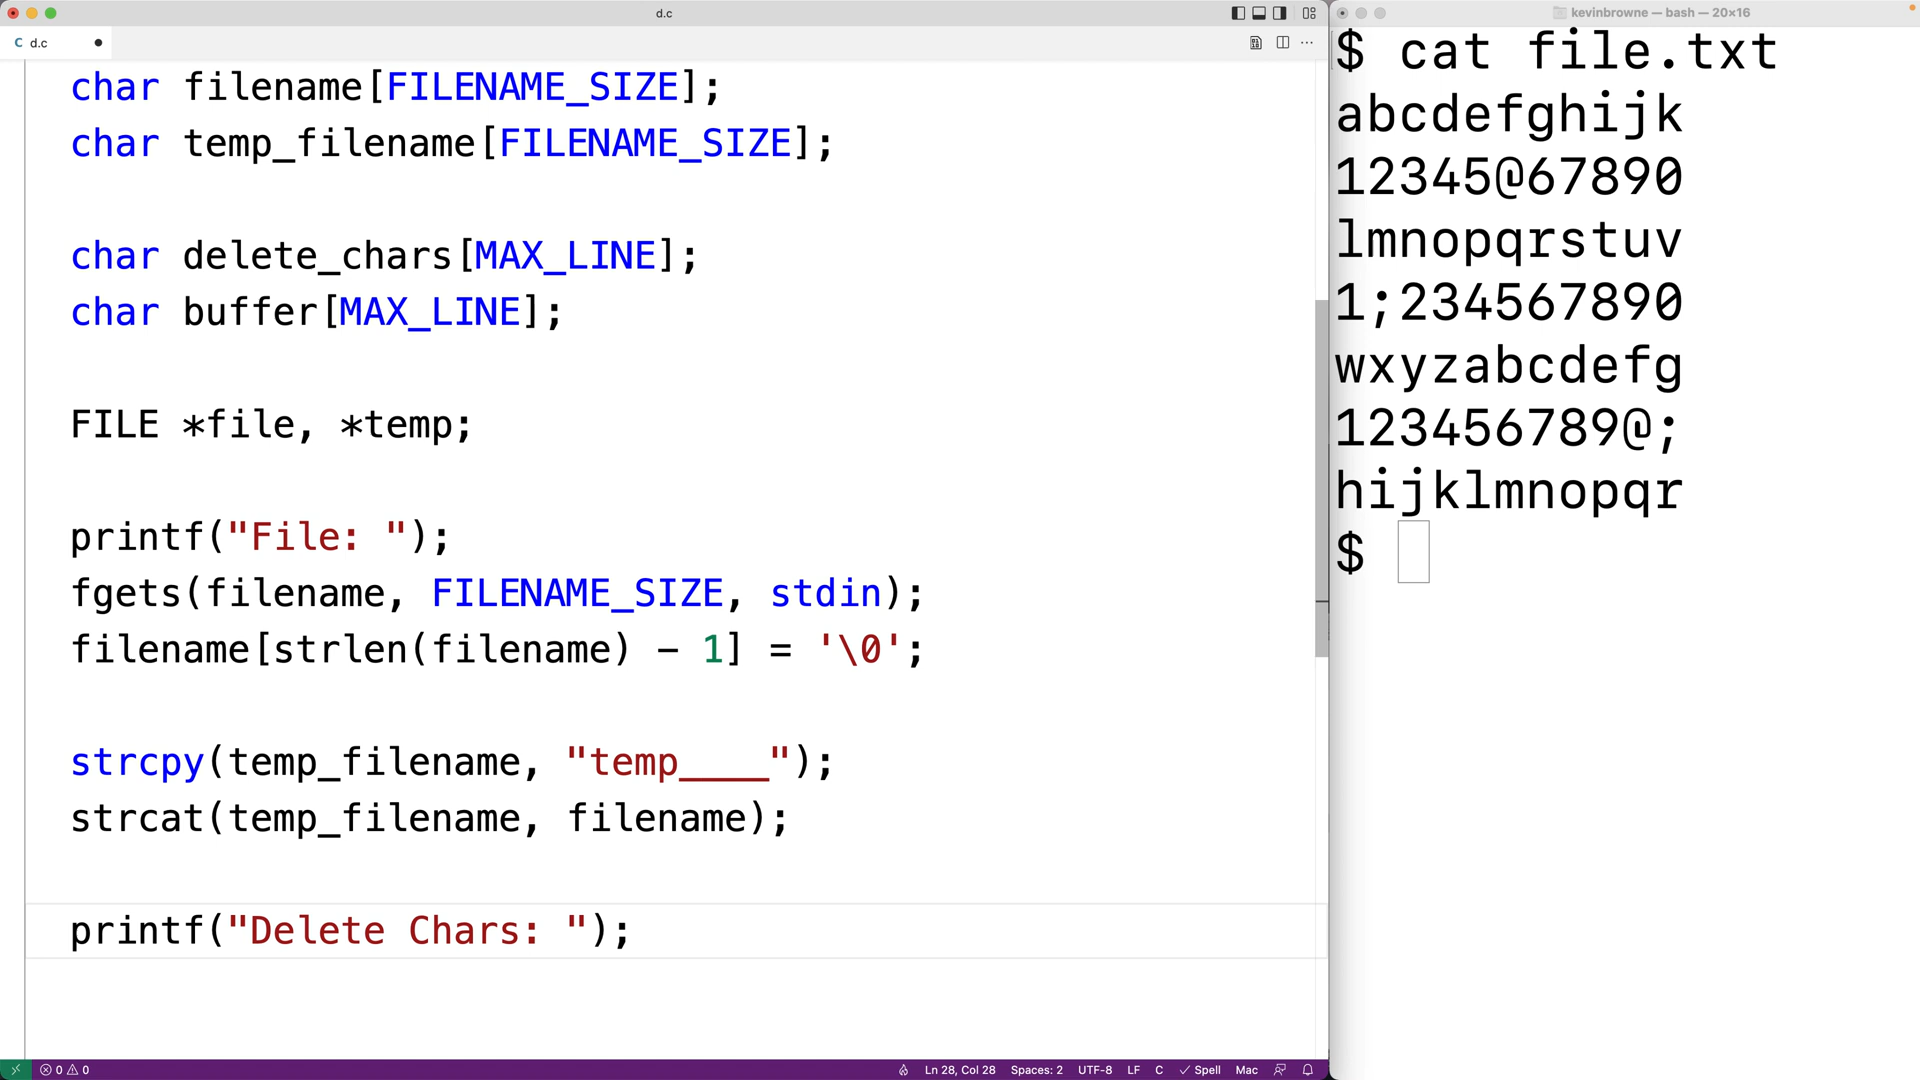 d.c
C d.c
char filename[FILENAME_SIZE];
char temp_filename[FILENAME_SIZE];
char delete_chars[MAX_LINE];
char buffer[MAX_LINE];
FILE *file, *temp;
printf("File: ");
fgets(filename, FILENAME_SIZE, stdin);
filename[strlen(filename) - 1] = '\0';
strcpy(temp_filename, "temp____");
strcat(temp_filename, filename);
printf("Delete Chars: ");
0 0
Ln 28, Col 28 Spaces: 2 UTF-8 LF C Spell Mac
kevinbrowne — bash — 20×16
$ cat file.txt
abcdefghijk
12345@67890
lmnopqrstuv
1;234567890
wxyzabcdefg
123456789@;
hijklmnopqr
$